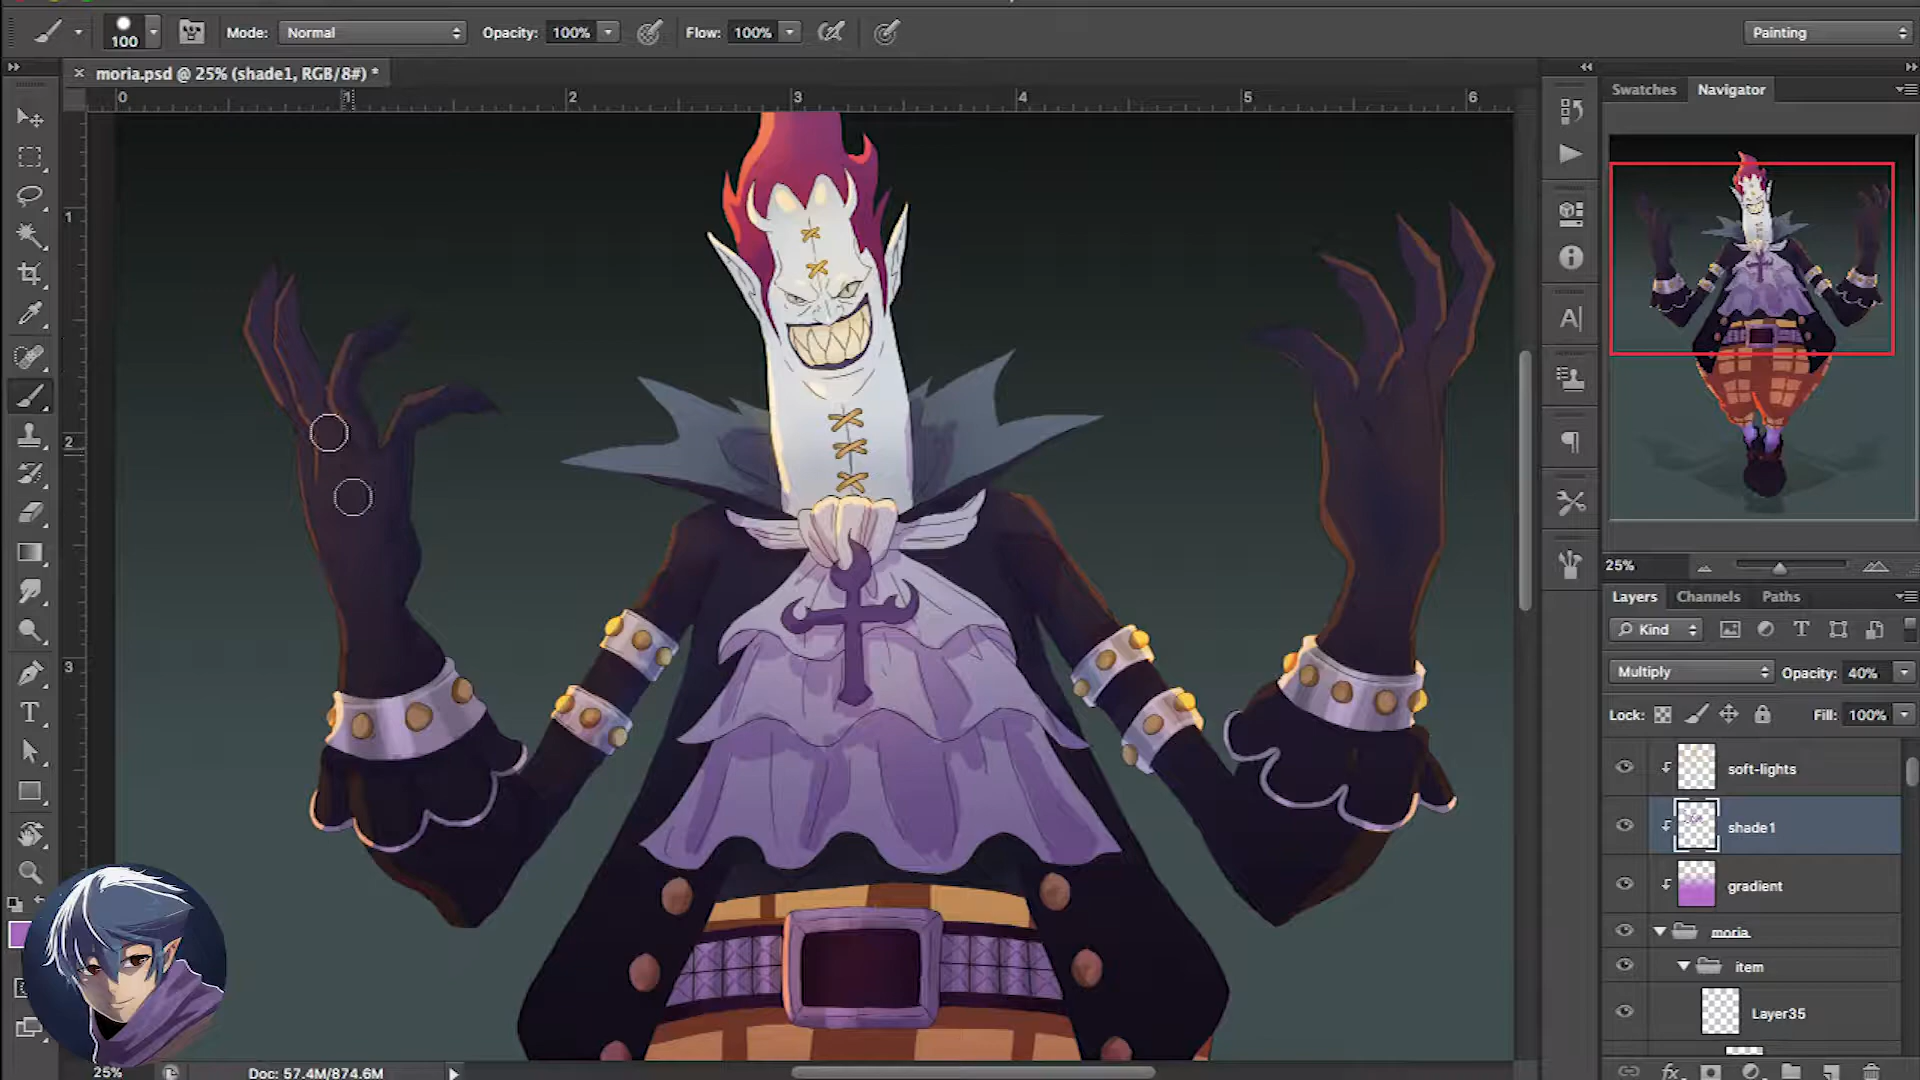 100 Mode: Normal Opacity: 100% Flow: 100% Painting
moria.psd @ 25% (shade1, RGB/8#) *
Swatches Navigator
0 1 2 3 4 5 6
1
2
3
25%
Layers Channels Paths
Kind
Multiply Opacity: 40%
Lock: Fill: 100%
soft-lights
shade1
gradient
moria
item
Layer35
25% Doc: 57.4M/874.6M